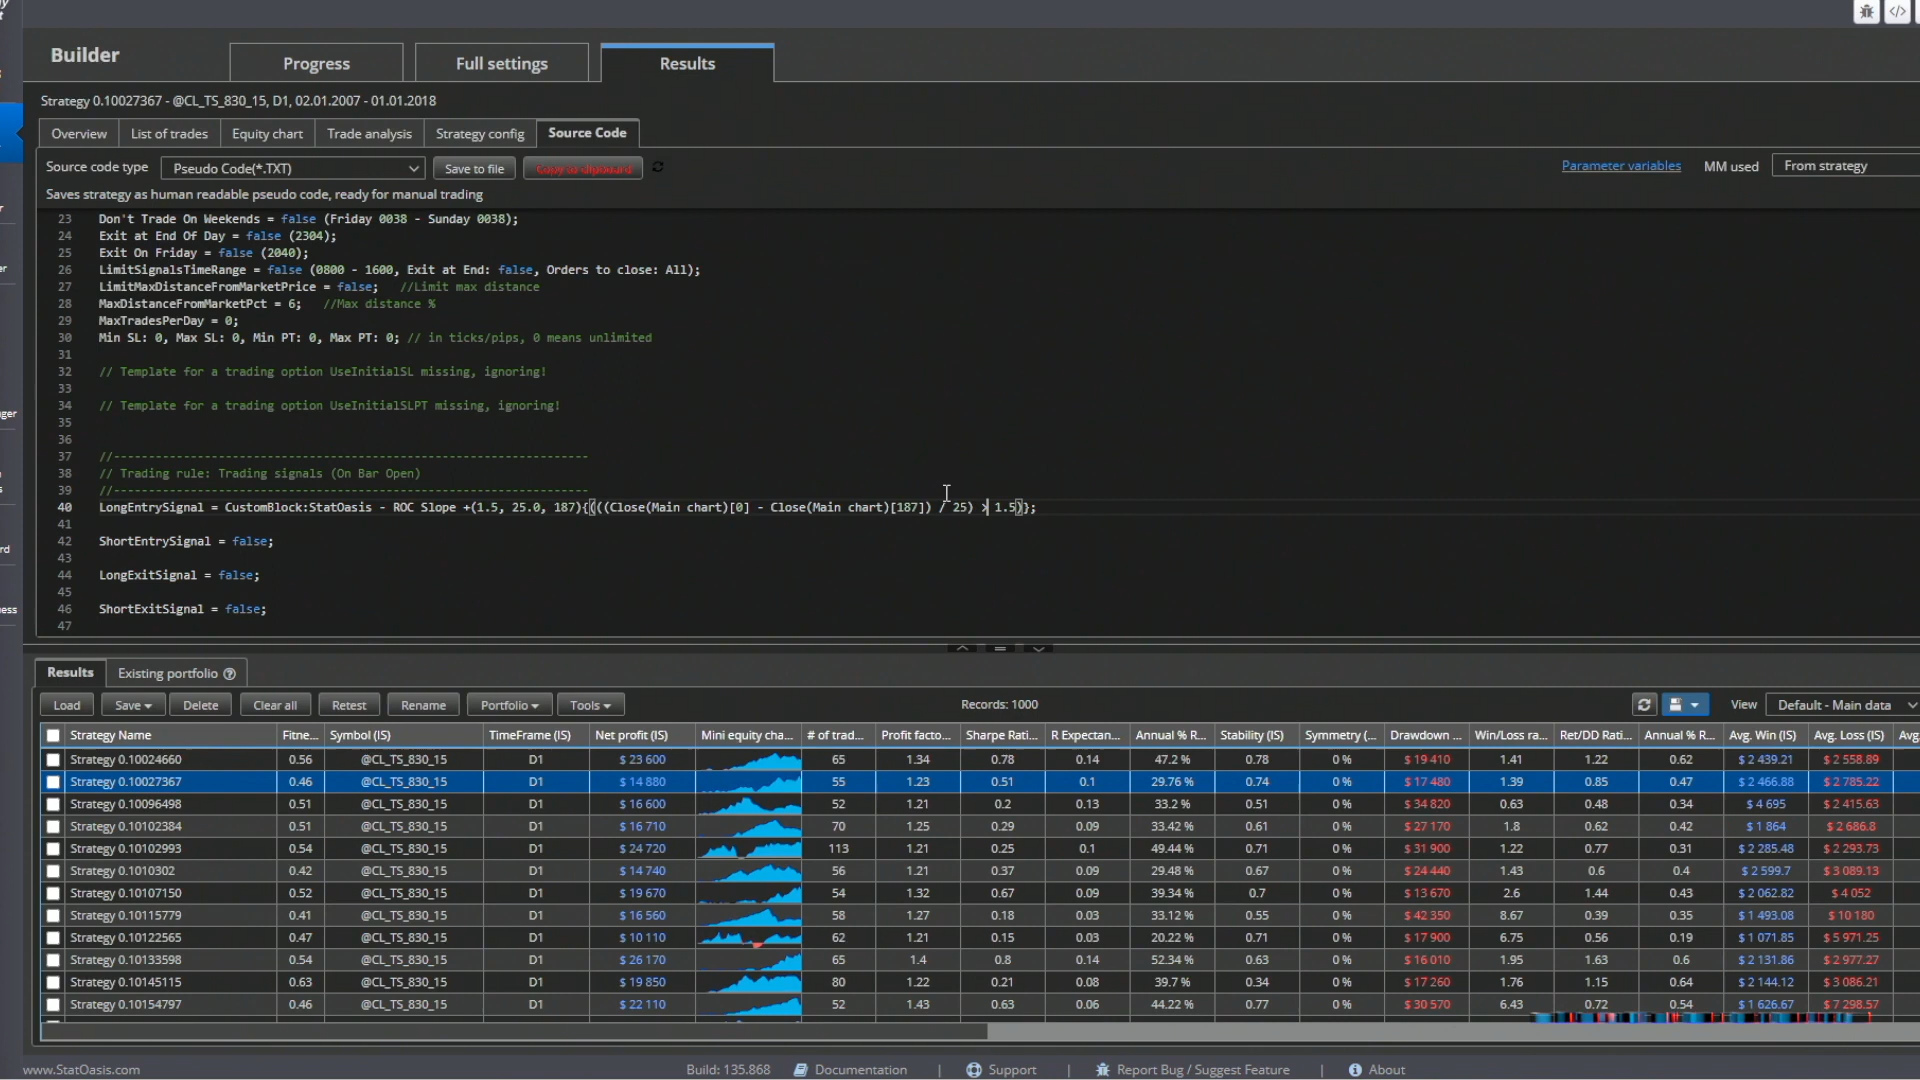 Builder
Progress
Full settings
Results
Strategy 0.10027367 - @CL_TS_830_15, D1, 02.01.2007 - 01.01.2018
Overview
List of trades
Equity chart
Trade analysis
Strategy config
Source Code
Source code type
Pseudo Code(*.TXT)
Save to file
Copy to clipboard
Parameter variables
MM used
From strategy
Saves strategy as human readable pseudo code, ready for manual trading
23 Don't Trade On Weekends = false (Friday 0038 - Sunday 0038);
24 Exit at End Of Day = false (2304);
25 Exit On Friday = false (2040);
26 LimitSignalsTimeRange = false (0800 - 1600, Exit at End: false, Orders to close: All);
27 LimitMaxDistanceFromMarketPrice = false; //Limit max distance
28 MaxDistanceFromMarketPct = 6; //Max distance %
29 MaxTradesPerDay = 0;
30 Min SL: 0, Max SL: 0, Min PT: 0, Max PT: 0; // in ticks/pips, 0 means unlimited
31
32 // Template for a trading option UseInitialSL missing, ignoring!
33
34 // Template for a trading option UseInitialSLPT missing, ignoring!
35
36
37 //--------------------------------------------------------------------
38 // Trading rule: Trading signals (On Bar Open)
39 //--------------------------------------------------------------------
40 LongEntrySignal = CustomBlock:StatOasis - ROC Slope +(1.5, 25.0, 187){(((Close(Main chart)[0] - Close(Main chart)[187]) / 25) > 1.5)};
41
42 ShortEntrySignal = false;
43
44 LongExitSignal = false;
45
46 ShortExitSignal = false;
47
Results
Existing portfolio
Load
Save
Delete
Clear all
Retest
Rename
Portfolio
Tools
Records: 1000
View
Default - Main data
Strategy Name Fitne... Symbol (IS) TimeFrame (IS) Net profit (IS) Mini equity cha... # of trad... Profit facto... Sharpe Rati... R Expectan... Annual % R... Stability (IS) Symmetry (... Drawdown ... Win/Loss ra... Ret/DD Rati... Annual % R... Avg. Win (IS) Avg. Loss (IS) Avg
Strategy 0.10024660 0.56 @CL_TS_830_15 D1 $ 23 600 65 1.34 0.78 0.14 47.2 % 0.78 0 % $ 19 410 1.41 1.22 0.62 $ 2 439.21 $ 2 558.89
Strategy 0.10027367 0.46 @CL_TS_830_15 D1 $ 14 880 55 1.23 0.51 0.1 29.76 % 0.74 0 % $ 17 480 1.39 0.85 0.47 $ 2 466.88 $ 2 785.22
Strategy 0.10096498 0.51 @CL_TS_830_15 D1 $ 16 600 52 1.21 0.2 0.13 33.2 % 0.51 0 % $ 34 820 0.63 0.48 0.34 $ 4 695 $ 2 415.63
Strategy 0.10102384 0.51 @CL_TS_830_15 D1 $ 16 710 70 1.25 0.29 0.09 33.42 % 0.61 0 % $ 27 170 1.8 0.62 0.42 $ 1 864 $ 2 686.8
Strategy 0.10102993 0.54 @CL_TS_830_15 D1 $ 24 720 113 1.21 0.25 0.1 49.44 % 0.71 0 % $ 31 900 1.22 0.77 0.31 $ 2 285.48 $ 2 293.73
Strategy 0.1010302 0.42 @CL_TS_830_15 D1 $ 14 740 56 1.21 0.37 0.09 29.48 % 0.67 0 % $ 24 440 1.43 0.6 0.4 $ 2 599.7 $ 3 089.13
Strategy 0.10107150 0.52 @CL_TS_830_15 D1 $ 19 670 54 1.32 0.67 0.09 39.34 % 0.7 0 % $ 13 670 2.6 1.44 0.43 $ 2 062.82 $ 4 052
Strategy 0.10115779 0.41 @CL_TS_830_15 D1 $ 16 560 58 1.27 0.18 0.03 33.12 % 0.55 0 % $ 42 350 8.67 0.39 0.35 $ 1 493.08 $ 10 180
Strategy 0.10122565 0.47 @CL_TS_830_15 D1 $ 10 110 62 1.21 0.15 0.03 20.22 % 0.71 0 % $ 17 900 6.75 0.56 0.19 $ 1 071.85 $ 5 971.25
Strategy 0.10133598 0.54 @CL_TS_830_15 D1 $ 26 170 65 1.4 0.8 0.14 52.34 % 0.63 0 % $ 16 010 1.95 1.63 0.6 $ 2 131.86 $ 2 977.27
Strategy 0.10145115 0.63 @CL_TS_830_15 D1 $ 19 850 80 1.22 0.21 0.08 39.7 % 0.34 0 % $ 17 260 1.76 1.15 0.64 $ 2 144.12 $ 3 086.21
Strategy 0.10154797 0.46 @CL_TS_830_15 D1 $ 22 110 52 1.43 0.63 0.06 44.22 % 0.77 0 % $ 30 570 6.43 0.72 0.54 $ 1 626.67 $ 7 298.57
www.StatOasis.com
Build: 135.868
Documentation
Support
Report Bug / Suggest Feature
About